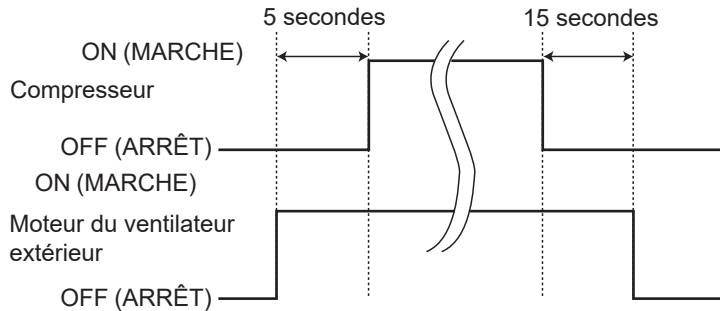 5 secondes
15 secondes
ON (MARCHE)
Compresseur
OFF (ARRÊT)
ON (MARCHE)
Moteur du ventilateur
extérieur
OFF (ARRÊT)